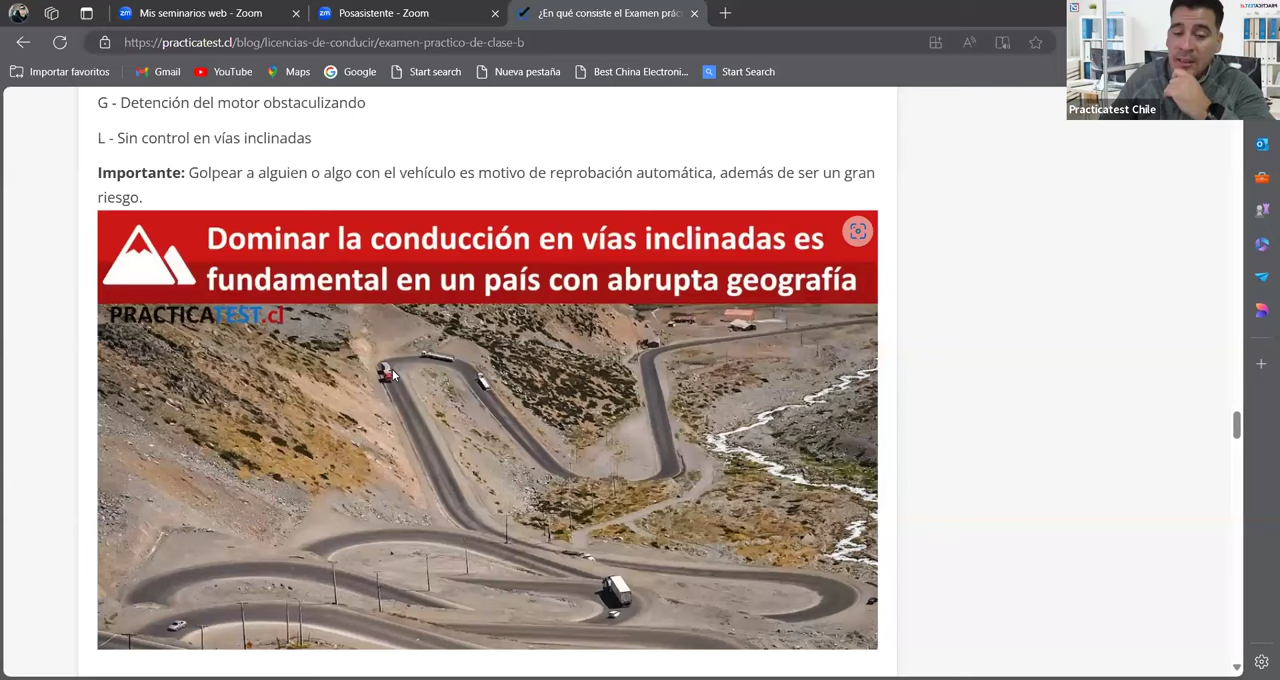 Mis seminarios web - Zoom
Posasistente - Zoom
¿En qué consiste el Examen prác
https://practicatest.cl/blog/licencias-de-conducir/examen-practico-de-clase-b
Importar favoritos
Gmail
YouTube
Maps
Google
Start search
Nueva pestaña
Best China Electroni...
Start Search
Practicatest Chile
G - Detención del motor obstaculizando
L - Sin control en vías inclinadas
Importante: Golpear a alguien o algo con el vehículo es motivo de reprobación automática, además de ser un gran
riesgo.
Dominar la conducción en vías inclinadas es
fundamental en un país con abrupta geografía
PRACTICATEST.cl